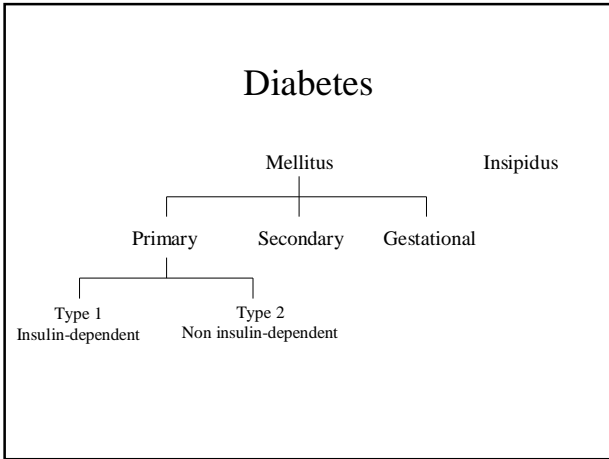 Diabetes
Mellitus Insipidus
Primary Secondary Gestational
Type 1 Type 2
Insulin-dependent Non insulin-dependent